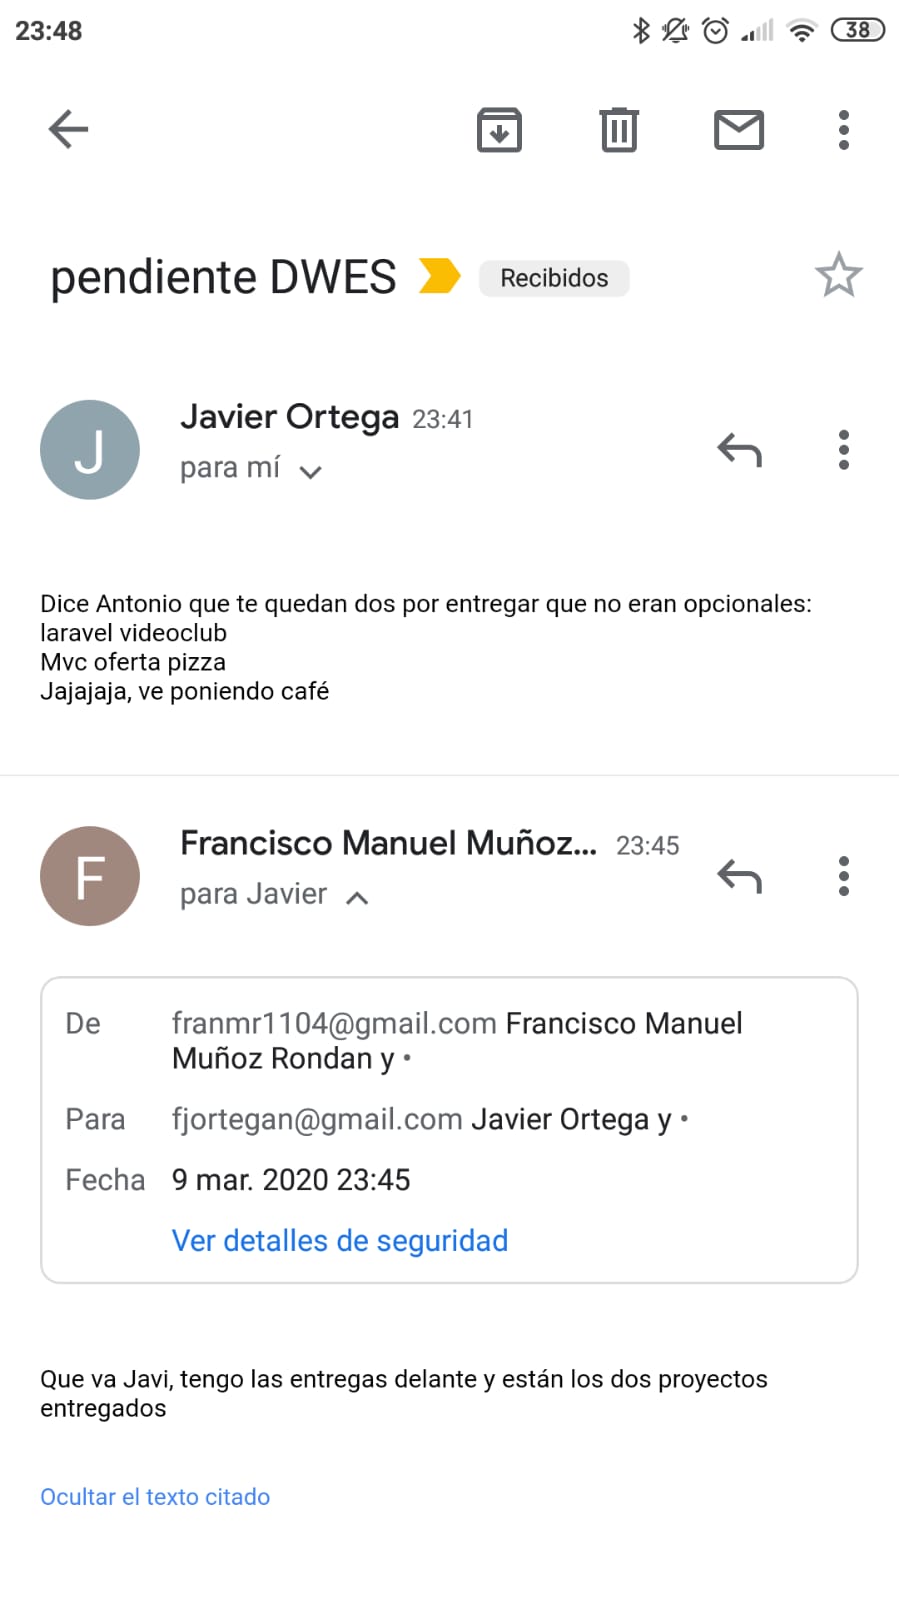 23:48
38
pendiente DWES
Recibidos
J
Javier Ortega 23:41
para mí
Dice Antonio que te quedan dos por entregar que no eran opcionales:
laravel videoclub
Mvc oferta pizza
Jajajaja, ve poniendo café
F
Francisco Manuel Muñoz... 23:45
para Javier
De franmr1104@gmail.com Francisco Manuel
Muñoz Rondan y •
Para fjortegan@gmail.com Javier Ortega y •
Fecha 9 mar. 2020 23:45
Ver detalles de seguridad
Que va Javi, tengo las entregas delante y están los dos proyectos
entregados
Ocultar el texto citado